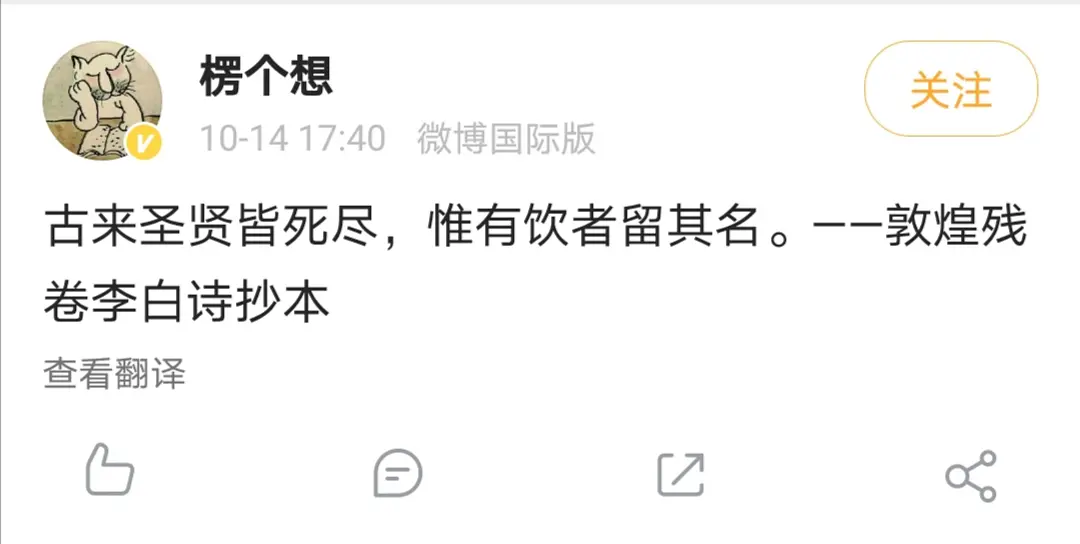 楞个想
关注
10-14 17:40 微博国际版
古来圣贤皆死尽，惟有饮者留其名。——敦煌残
卷李白诗抄本
查看翻译